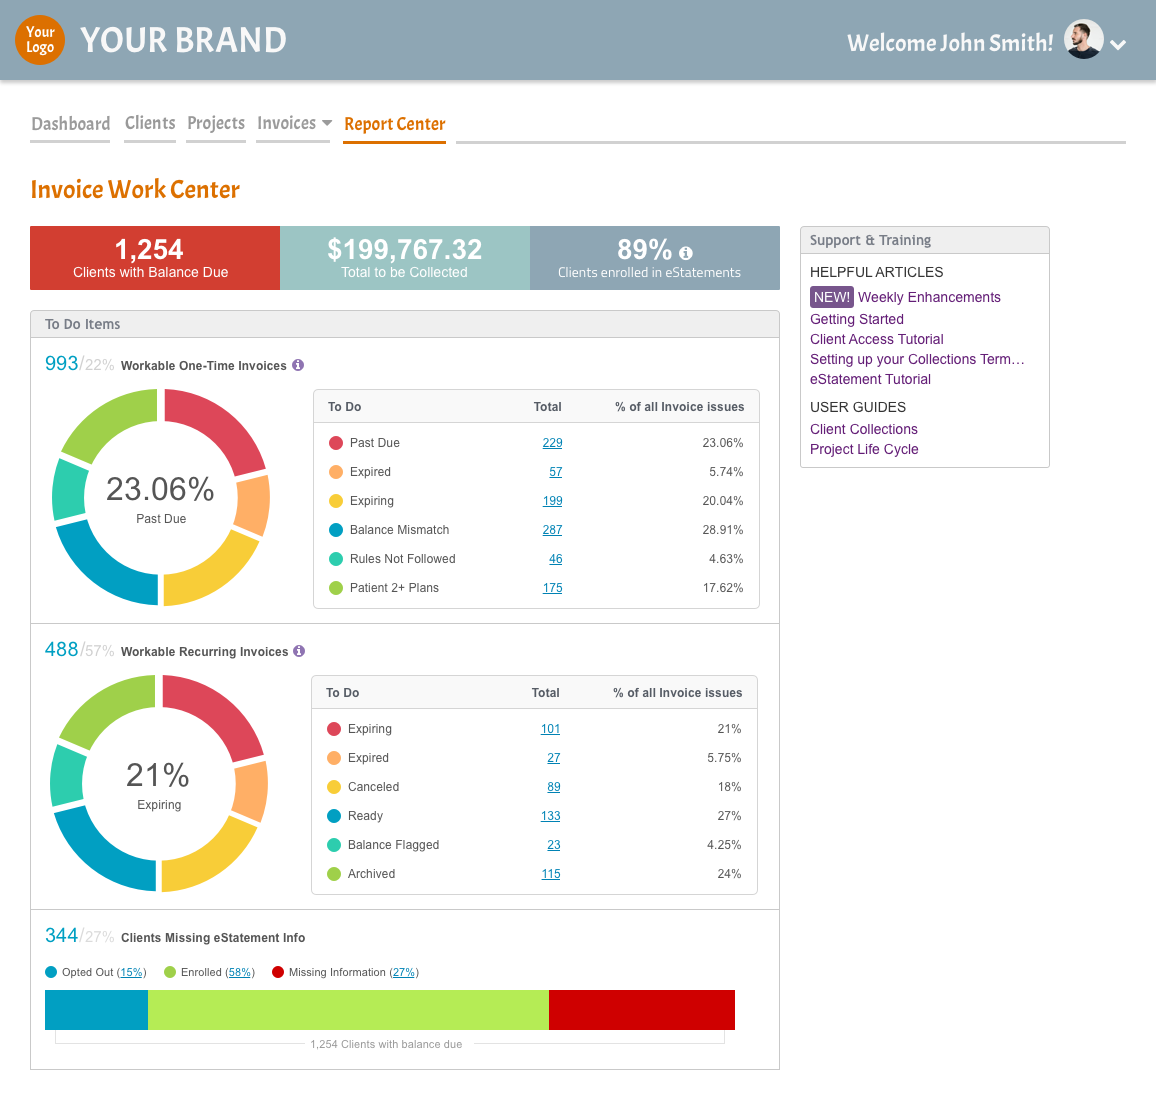 Your
Logo
YOUR BRAND
Welcome John Smith!
Dashboard Clients Projects Invoices Report Center
Invoice Work Center
1,254
Clients with Balance Due
$199,767.32
Total to be Collected
89%
Clients enrolled in eStatements
Support & Training
HELPFUL ARTICLES
NEW! Weekly Enhancements
Getting Started
Client Access Tutorial
Setting up your Collections Term…
eStatement Tutorial
USER GUIDES
Client Collections
Project Life Cycle
To Do Items
993/22% Workable One-Time Invoices
23.06%
Past Due
To Do Total % of all Invoice issues
Past Due 229 23.06%
Expired 57 5.74%
Expiring 199 20.04%
Balance Mismatch 287 28.91%
Rules Not Followed 46 4.63%
Patient 2+ Plans 175 17.62%
488/57% Workable Recurring Invoices
21%
Expiring
To Do Total % of all Invoice issues
Expiring 101 21%
Expired 27 5.75%
Canceled 89 18%
Ready 133 27%
Balance Flagged 23 4.25%
Archived 115 24%
344/27% Clients Missing eStatement Info
Opted Out (15%) Enrolled (58%) Missing Information (27%)
1,254 Clients with balance due